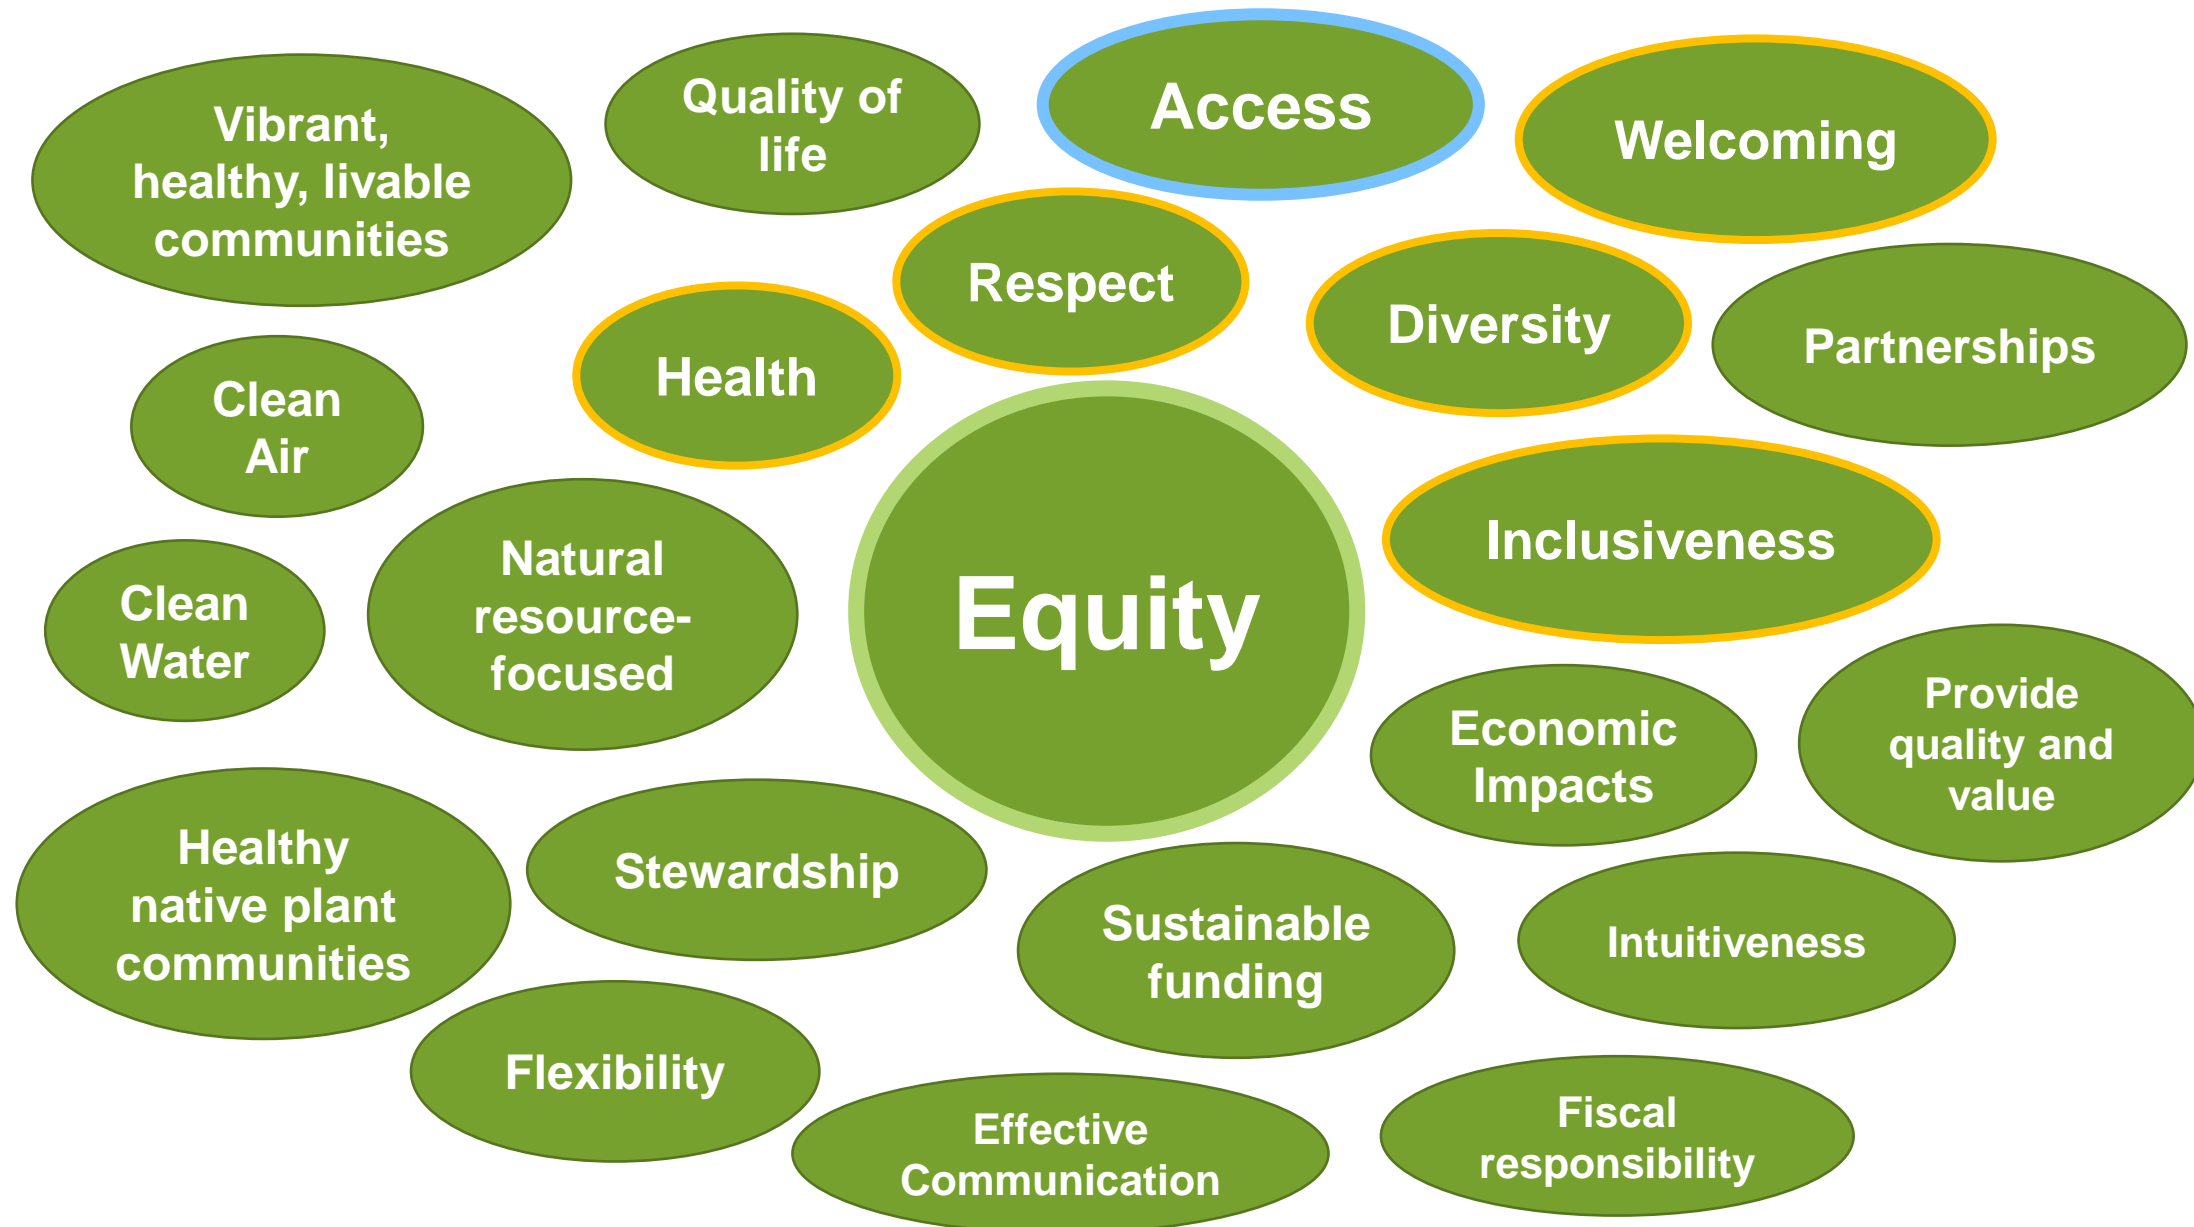 Vibrant,
healthy, livable
communities
Quality of
life
Access
Welcoming
Respect
Health
Diversity
Partnerships
Clean
Air
Inclusiveness
Natural
resource-
focused
Equity
Clean
Water
Economic
Impacts
Provide
quality and
value
Healthy
native plant
communities
Stewardship
Sustainable
funding
Intuitiveness
Flexibility
Effective
Communication
Fiscal
responsibility